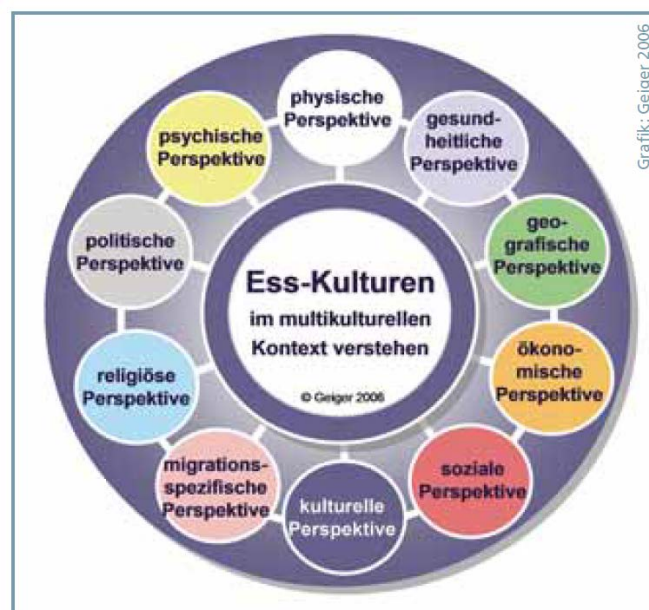 Grafik: Geiger 2006
physische
Perspektive
gesund-
heitliche
Perspektive
geo-
grafische
Perspektive
ökono-
mische
Perspektive
soziale
Perspektive
kulturelle
Perspektive
migrations-
spezifische
Perspektive
religiöse
Perspektive
politische
Perspektive
psychische
Perspektive
Ess-Kulturen
im multikulturellen
Kontext verstehen
© Geiger 2006